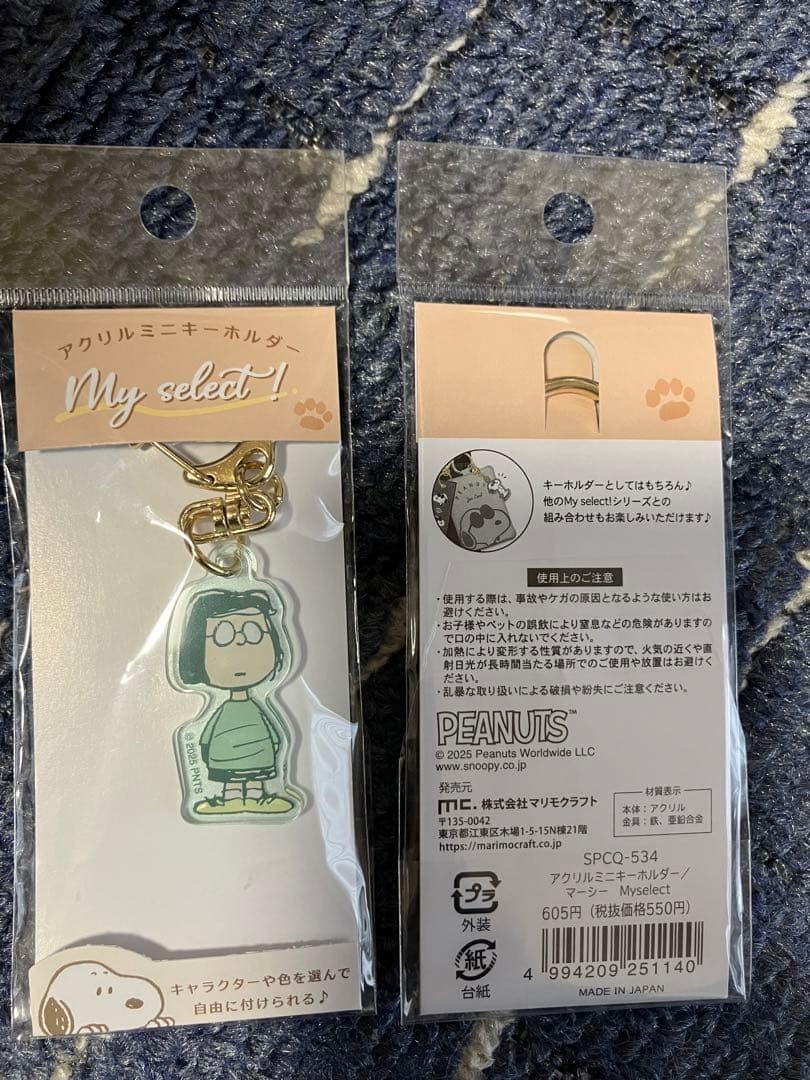 アクリルミニキーホルダー
My select!
© 2025 PNTS
キャラクターや色を選んで
自由に付けられる♪
キーホルダーとしてはもちろん♪
他のMy select!シリーズとの
組み合わせもお楽しみいただけます♪
使用上のご注意
・使用する際は、事故やケガの原因となるような使い方はお
避けください。
・お子様やペットの誤飲により窒息などの危険がありますの
で口の中に入れないでください。
・加熱により変形する性質がありますので、火気の近くや直
射日光が長時間当たる場所でのご使用や放置はお避けくだ
さい。
・乱暴な取り扱いによる破損や紛失にご注意ください。
PEANUTS™
© 2025 Peanuts Worldwide LLC
www.snoopy.co.jp
発売元
mc. 株式会社マリモクラフト
〒135-0042
東京都江東区木場1-5-15N棟21階
https://marimocraft.co.jp
材質表示
本体：アクリル
金具：鉄、亜鉛合金
SPCQ-534
アクリルミニキーホルダー／
マーシー Myselect
605円（税抜価格550円）
プラ
外装
紙
台紙
4 994209 251140
MADE IN JAPAN